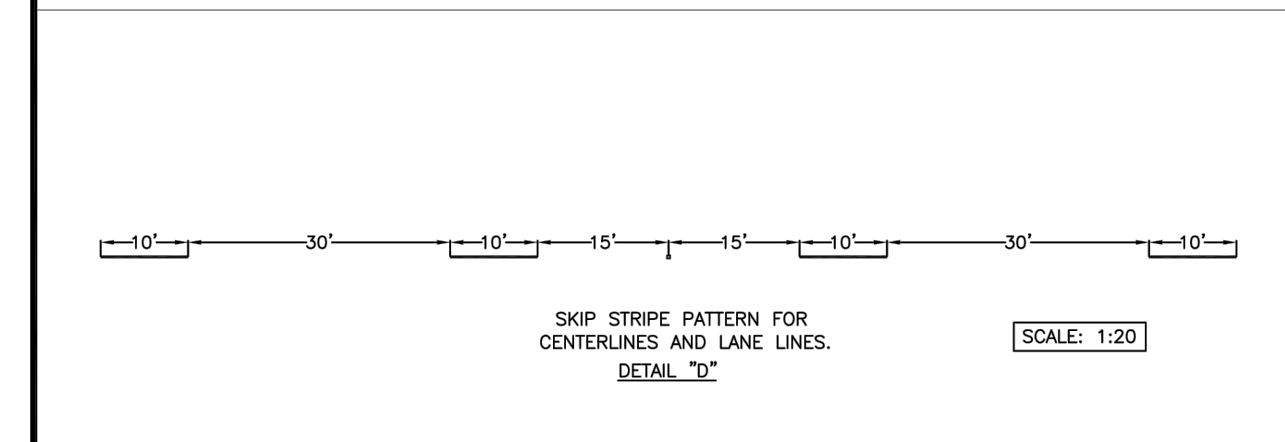 10' 30' 10' 15' 15' 10' 30' 10'
SKIP STRIPE PATTERN FOR
CENTERLINES AND LANE LINES.
DETAIL "D"
SCALE: 1:20